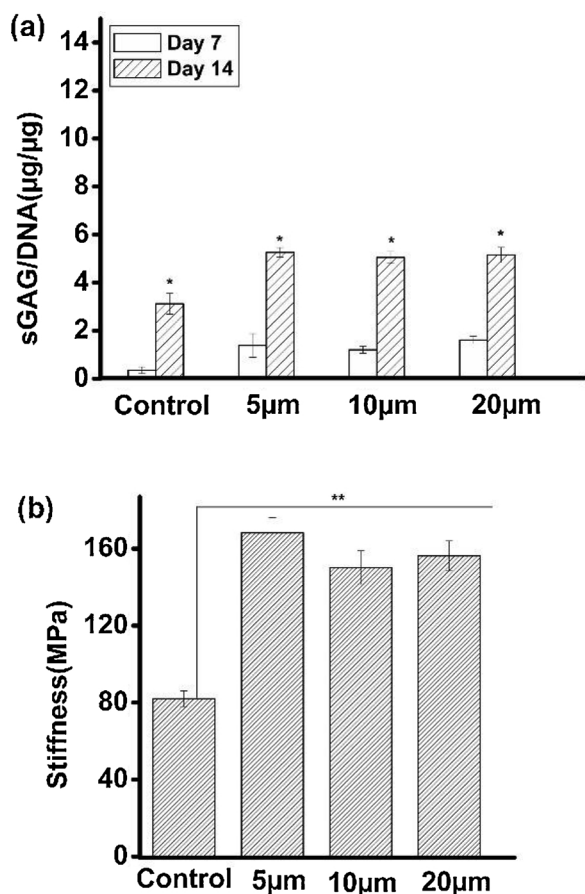 (a)
Day 7
Day 14
14
12
10
8
6
4
2
0
sGAG/DNA(µg/µg)
* * * *
Control 5µm 10µm 20µm
(b)
**
160
120
80
40
0
Stiffness(MPa)
Control 5µm 10µm 20µm